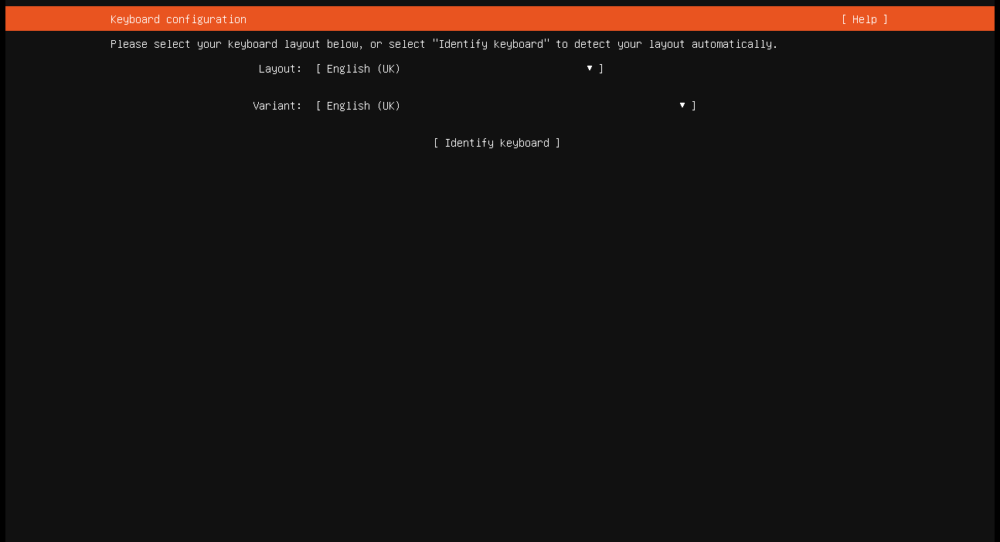 Keyboard configuration [ Help ]
Please select your keyboard layout below, or select "Identify keyboard" to detect your layout automatically.
Layout: [ English (UK) ▼ ]
Variant: [ English (UK) ▼ ]
[ Identify keyboard ]